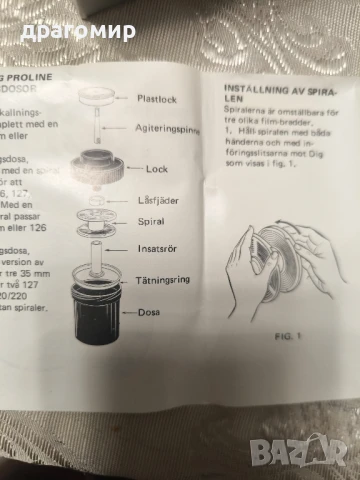 драгомир
G PROLINE
DOSOR
kallnings-
mplett med en
m eller
gsdosa,
med en spiral
ör att
6, 127,
Med en
ral passar
m eller 126
gsdosa,
version av
r tre 35 mm
r två 127
20/220
tan spiraler.
Plastlock
Agiteringspinne
Lock
Låsfjäder
Spiral
Insatsrör
Tätningsring
Dosa
INSTÄLLNING AV SPIRA-
LEN
Spiralerna är omställbera för
tre olika film-bredder.
1. Håll spiralen med båda
händerna och med in-
föringsslitsarna mot Dig
som visas i fig. 1.
FIG. 1
BAZAR